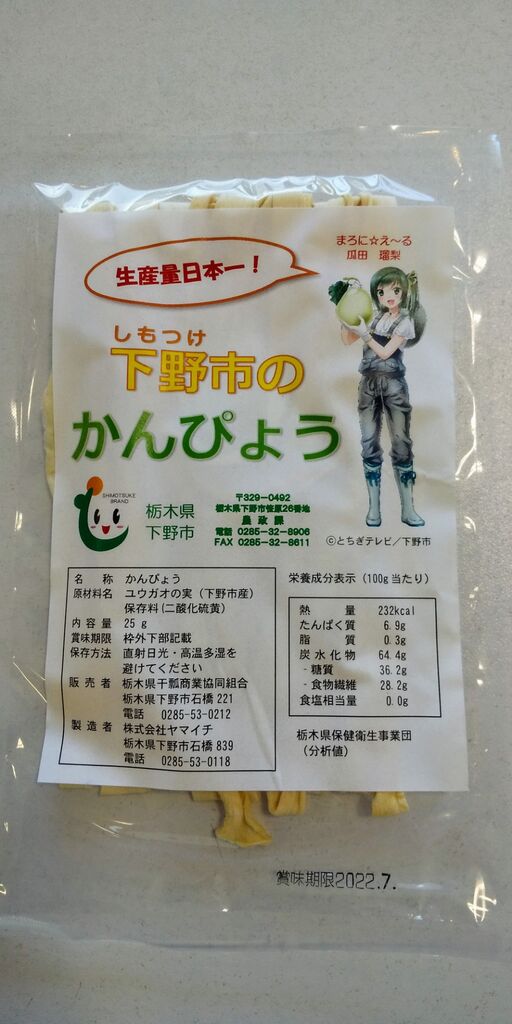 まろに☆え〜る
瓜田 瑠梨
生産量日本一！
しもつけ
下野市の
かんぴょう
SHIMOTSUKE
BRAND
栃木県
下野市
〒329-0492
栃木県下野市笹原26番地
農政課
電話 0285-32-8906
FAX 0285-32-8611
©とちぎテレビ／下野市
名称 かんぴょう
原材料名 ユウガオの実（下野市産）
保存料(二酸化硫黄)
内容量 25g
賞味期限 枠外下部記載
保存方法 直射日光・高温多湿を
避けてください
販売者 栃木県干瓢商業協同組合
栃木県下野市石橋221
電話 0285-53-0212
製造者 株式会社ヤマイチ
栃木県下野市石橋839
電話 0285-53-0118
栄養成分表示（100g当たり）
熱量 232kcal
たんぱく質 6.9g
脂質 0.3g
炭水化物 64.4g
-糖質 36.2g
-食物繊維 28.2g
食塩相当量 0.0g
栃木県保健衛生事業団
（分析値）
賞味期限2022.7.